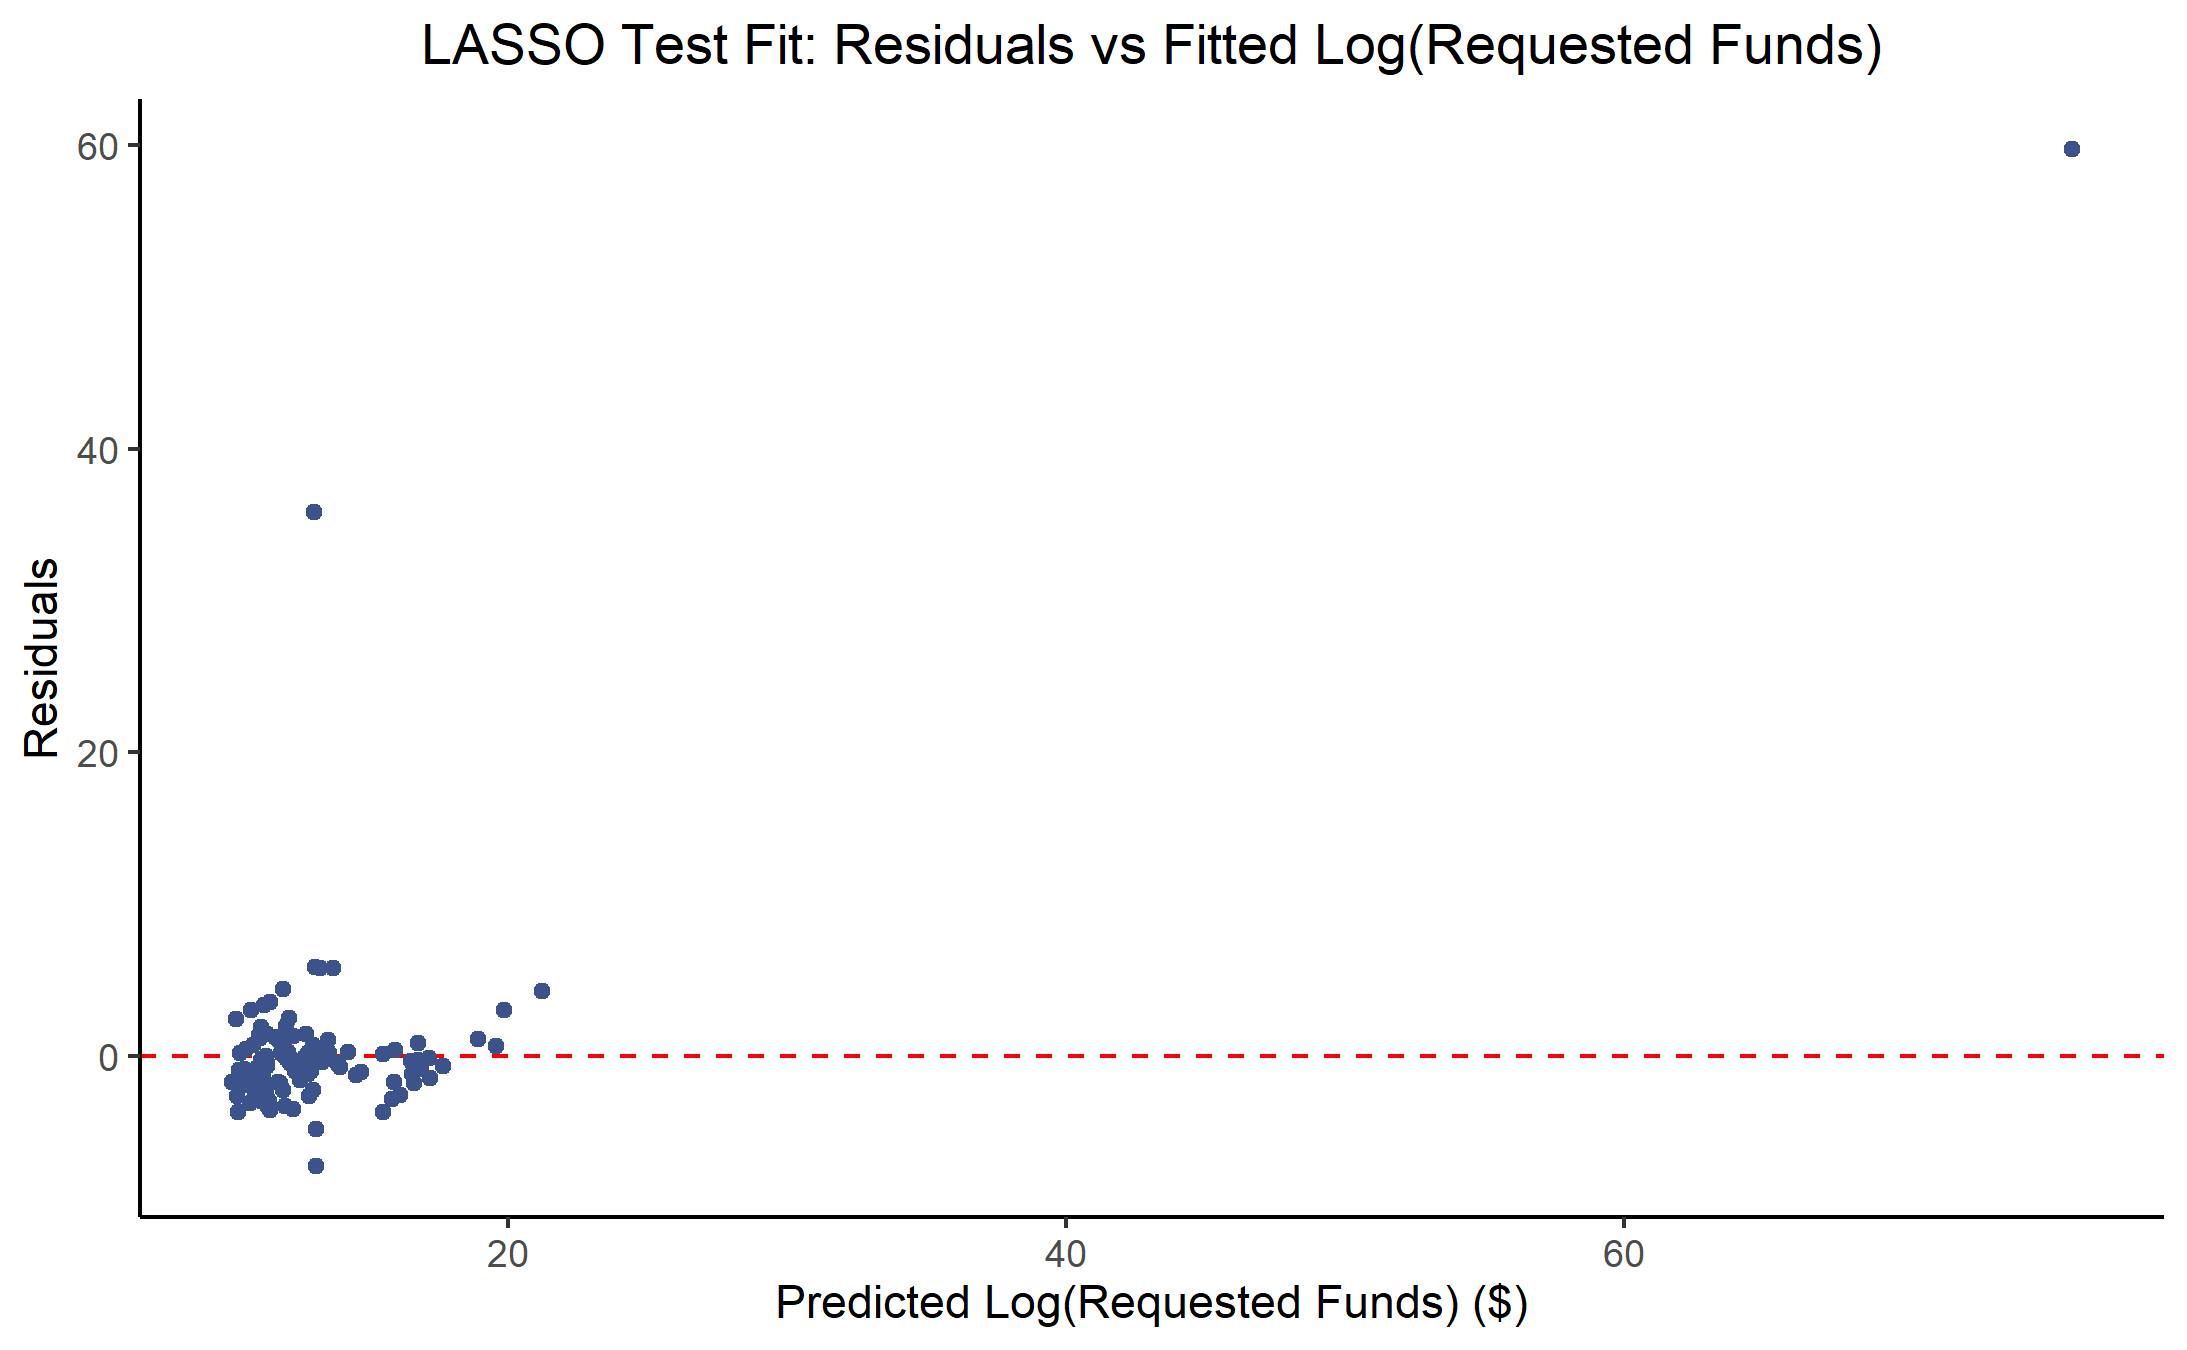 LASSO Test Fit: Residuals vs Fitted Log(Requested Funds)
60
40
20
0
Residuals
20 40 60
Predicted Log(Requested Funds) ($)